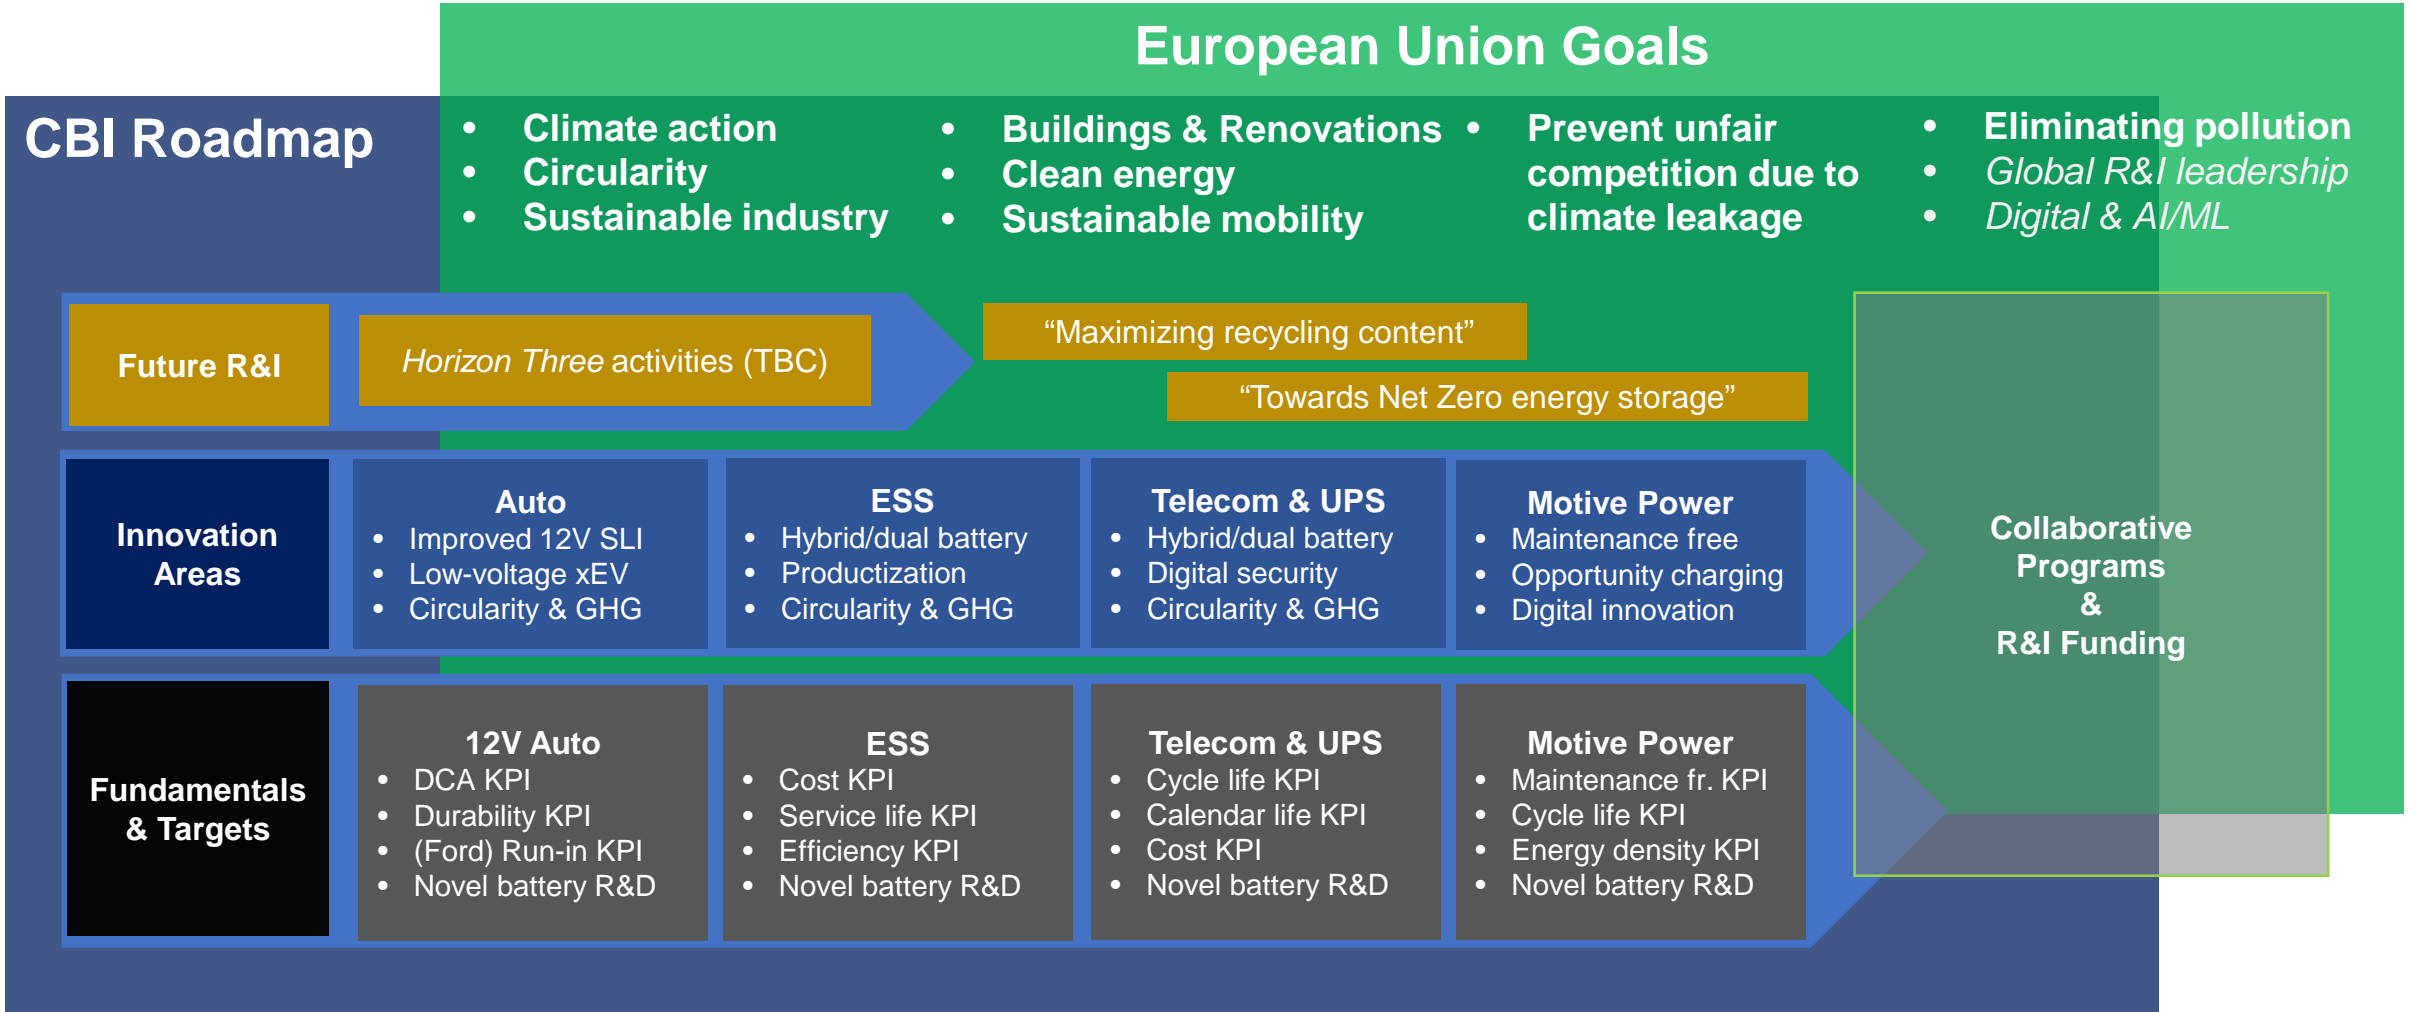 European Union Goals
CBI Roadmap
• Climate action
• Circularity
• Sustainable industry
• Buildings & Renovations
• Clean energy
• Sustainable mobility
• Prevent unfair
competition due to
climate leakage
• Eliminating pollution
• Global R&I leadership
• Digital & AI/ML
Future R&I
Horizon Three activities (TBC)
“Maximizing recycling content”
“Towards Net Zero energy storage”
Innovation
Areas
Auto
• Improved 12V SLI
• Low-voltage xEV
• Circularity & GHG
ESS
• Hybrid/dual battery
• Productization
• Circularity & GHG
Telecom & UPS
• Hybrid/dual battery
• Digital security
• Circularity & GHG
Motive Power
• Maintenance free
• Opportunity charging
• Digital innovation
Collaborative
Programs
&
R&I Funding
Fundamentals
& Targets
12V Auto
• DCA KPI
• Durability KPI
• (Ford) Run-in KPI
• Novel battery R&D
ESS
• Cost KPI
• Service life KPI
• Efficiency KPI
• Novel battery R&D
Telecom & UPS
• Cycle life KPI
• Calendar life KPI
• Cost KPI
• Novel battery R&D
Motive Power
• Maintenance fr. KPI
• Cycle life KPI
• Energy density KPI
• Novel battery R&D